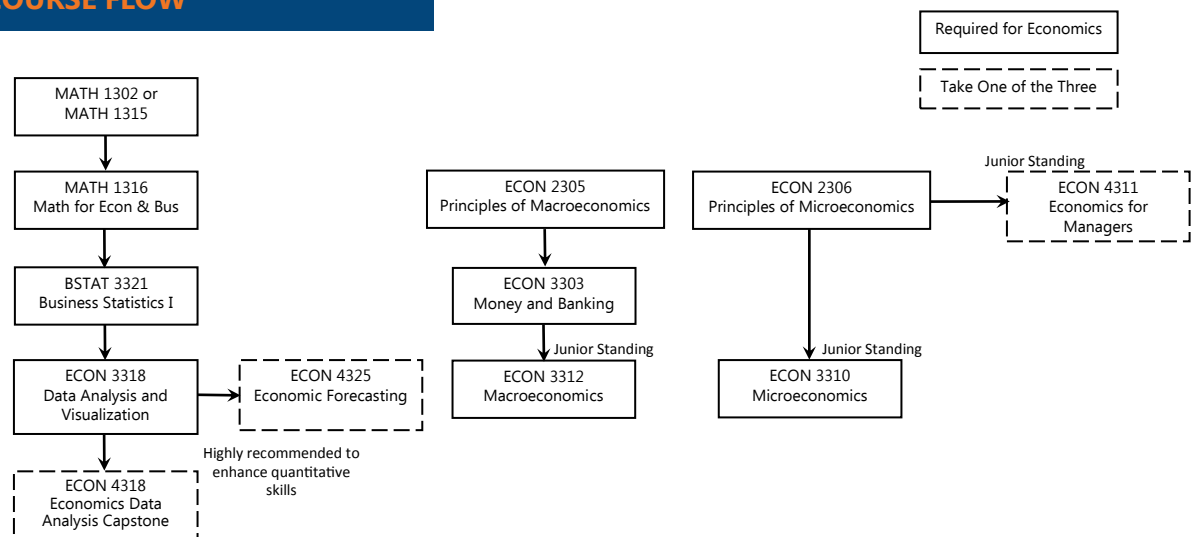 COURSE FLOW
Required for Economics
Take One of the Three
MATH 1302 or
MATH 1315
MATH 1316
Math for Econ & Bus
BSTAT 3321
Business Statistics I
ECON 3318
Data Analysis and
Visualization
ECON 4325
Economic Forecasting
Highly recommended to
enhance quantitative
skills
ECON 4318
Economics Data
Analysis Capstone
ECON 2305
Principles of Macroeconomics
ECON 3303
Money and Banking
Junior Standing
ECON 3312
Macroeconomics
ECON 2306
Principles of Microeconomics
Junior Standing
ECON 4311
Economics for
Managers
Junior Standing
ECON 3310
Microeconomics